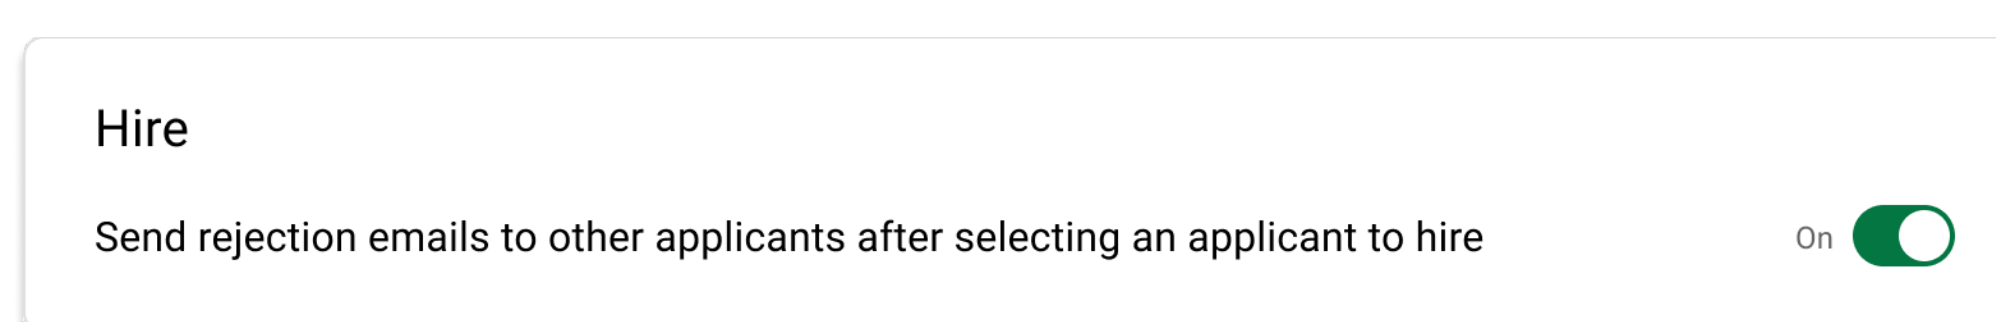 Hire
Send rejection emails to other applicants after selecting an applicant to hire
On